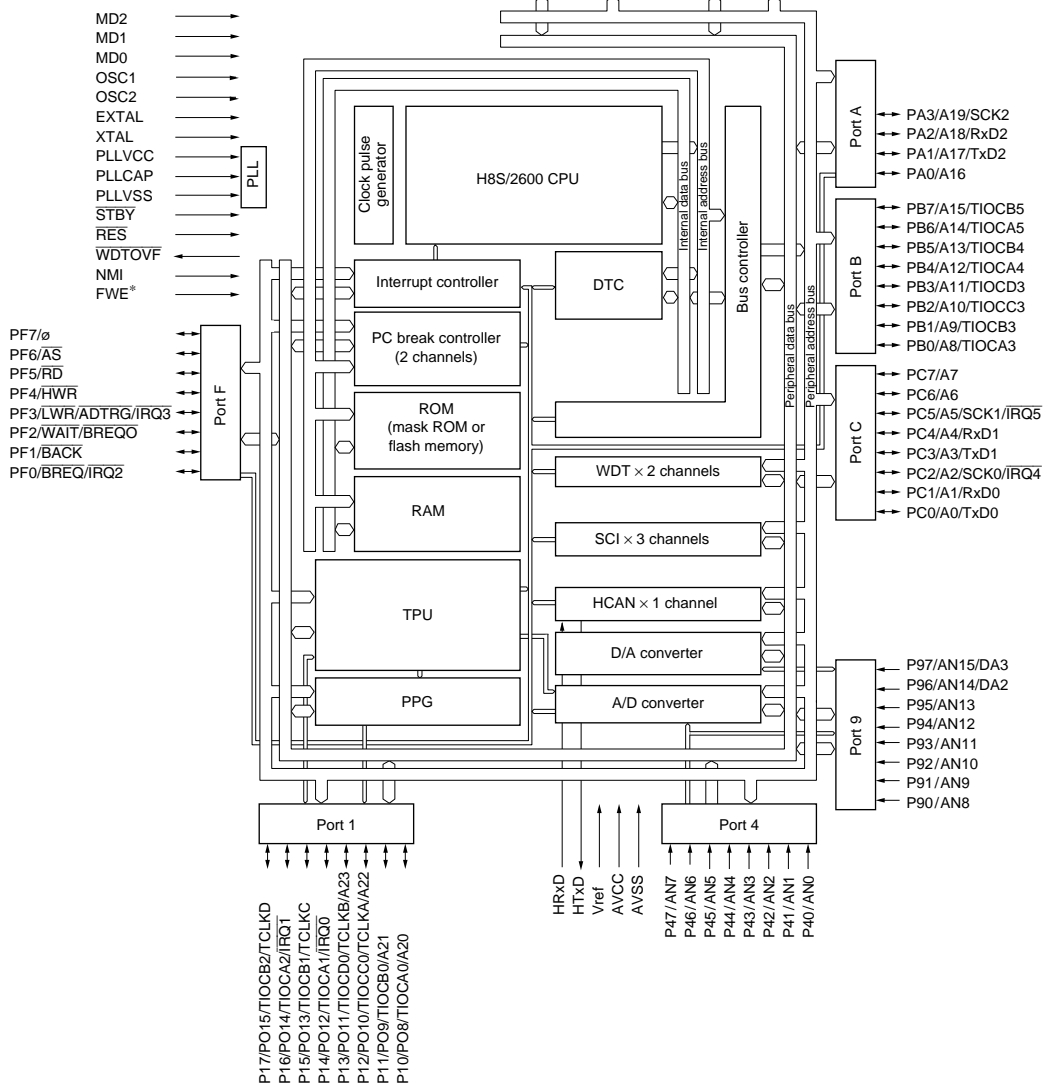 MD2
MD1
MD0
OSC1
OSC2
EXTAL
XTAL
PLLVCC
PLLCAP
PLLVSS
STBY
RES
WDTOVF
NMI
FWE*
PLL
PF7/ø
PF6/AS
PF5/RD
PF4/HWR
PF3/LWR/ADTRG/IRQ3
PF2/WAIT/BREQO
PF1/BACK
PF0/BREQ/IRQ2
Port F
Clock pulse
generator
H8S/2600 CPU
Interrupt controller
PC break controller
(2 channels)
ROM
(mask ROM or
flash memory)
RAM
TPU
PPG
DTC
Internal data bus
Internal address bus
Bus controller
Peripheral data bus
Peripheral address bus
WDT × 2 channels
SCI × 3 channels
HCAN × 1 channel
D/A converter
A/D converter
Port A
PA3/A19/SCK2
PA2/A18/RxD2
PA1/A17/TxD2
PA0/A16
Port B
PB7/A15/TIOCB5
PB6/A14/TIOCA5
PB5/A13/TIOCB4
PB4/A12/TIOCA4
PB3/A11/TIOCD3
PB2/A10/TIOCC3
PB1/A9/TIOCB3
PB0/A8/TIOCA3
Port C
PC7/A7
PC6/A6
PC5/A5/SCK1/IRQ5
PC4/A4/RxD1
PC3/A3/TxD1
PC2/A2/SCK0/IRQ4
PC1/A1/RxD0
PC0/A0/TxD0
Port 9
P97/AN15/DA3
P96/AN14/DA2
P95/AN13
P94/AN12
P93/AN11
P92/AN10
P91/AN9
P90/AN8
Port 1
P17/PO15/TIOCB2/TCLKD
P16/PO14/TIOCA2/IRQ1
P15/PO13/TIOCB1/TCLKC
P14/PO12/TIOCA1/IRQ0
P13/PO11/TIOCD0/TCLKB/A23
P12/PO10/TIOCC0/TCLKA/A22
P11/PO9/TIOCB0/A21
P10/PO8/TIOCA0/A20
HRxD
HTxD
Vref
AVCC
AVSS
Port 4
P47/AN7
P46/AN6
P45/AN5
P44/AN4
P43/AN3
P42/AN2
P41/AN1
P40/AN0